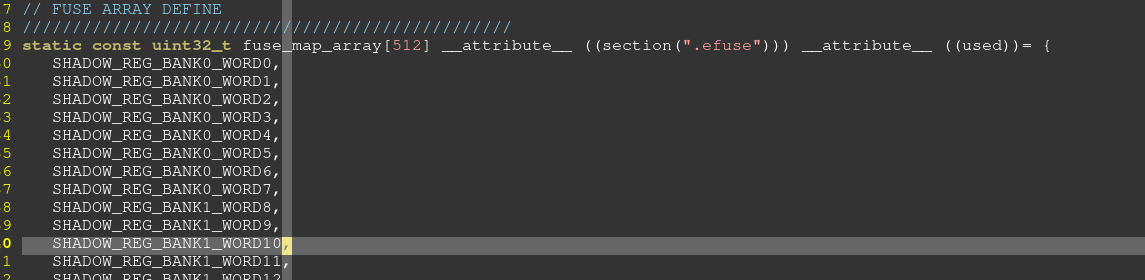 7 // FUSE ARRAY DEFINE
8 /////////////////////////////////////////////////
9 static const uint32_t fuse_map_array[512] __attribute__ ((section(".efuse"))) __attribute__ ((used))= {
0 SHADOW_REG_BANK0_WORD0,
1 SHADOW_REG_BANK0_WORD1,
2 SHADOW_REG_BANK0_WORD2,
3 SHADOW_REG_BANK0_WORD3,
4 SHADOW_REG_BANK0_WORD4,
5 SHADOW_REG_BANK0_WORD5,
6 SHADOW_REG_BANK0_WORD6,
7 SHADOW_REG_BANK0_WORD7,
8 SHADOW_REG_BANK1_WORD8,
9 SHADOW_REG_BANK1_WORD9,
0 SHADOW_REG_BANK1_WORD10,
1 SHADOW_REG_BANK1_WORD11,
2 SHADOW_REG_BANK1_WORD12